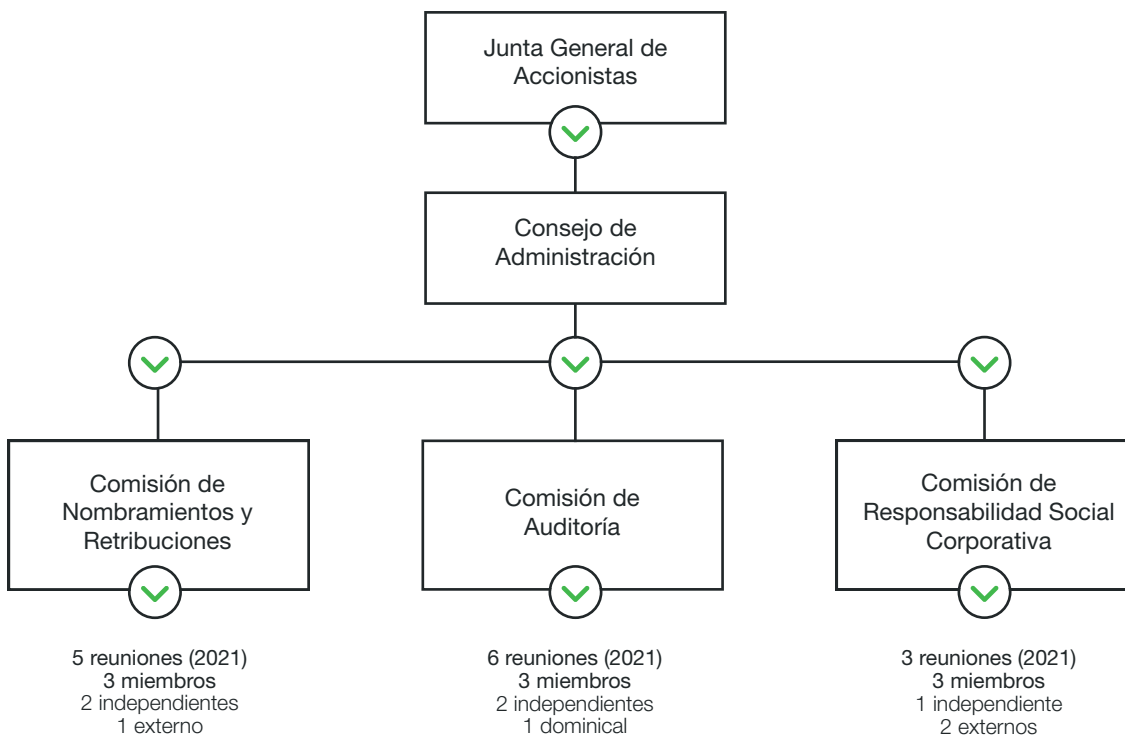 Junta General de
Accionistas
Consejo de
Administración
Comisión de
Nombramientos y
Retribuciones
Comisión de
Auditoría
Comisión de
Responsabilidad Social
Corporativa
5 reuniones (2021)
3 miembros
2 independientes
1 externo
6 reuniones (2021)
3 miembros
2 independientes
1 dominical
3 reuniones (2021)
3 miembros
1 independiente
2 externos